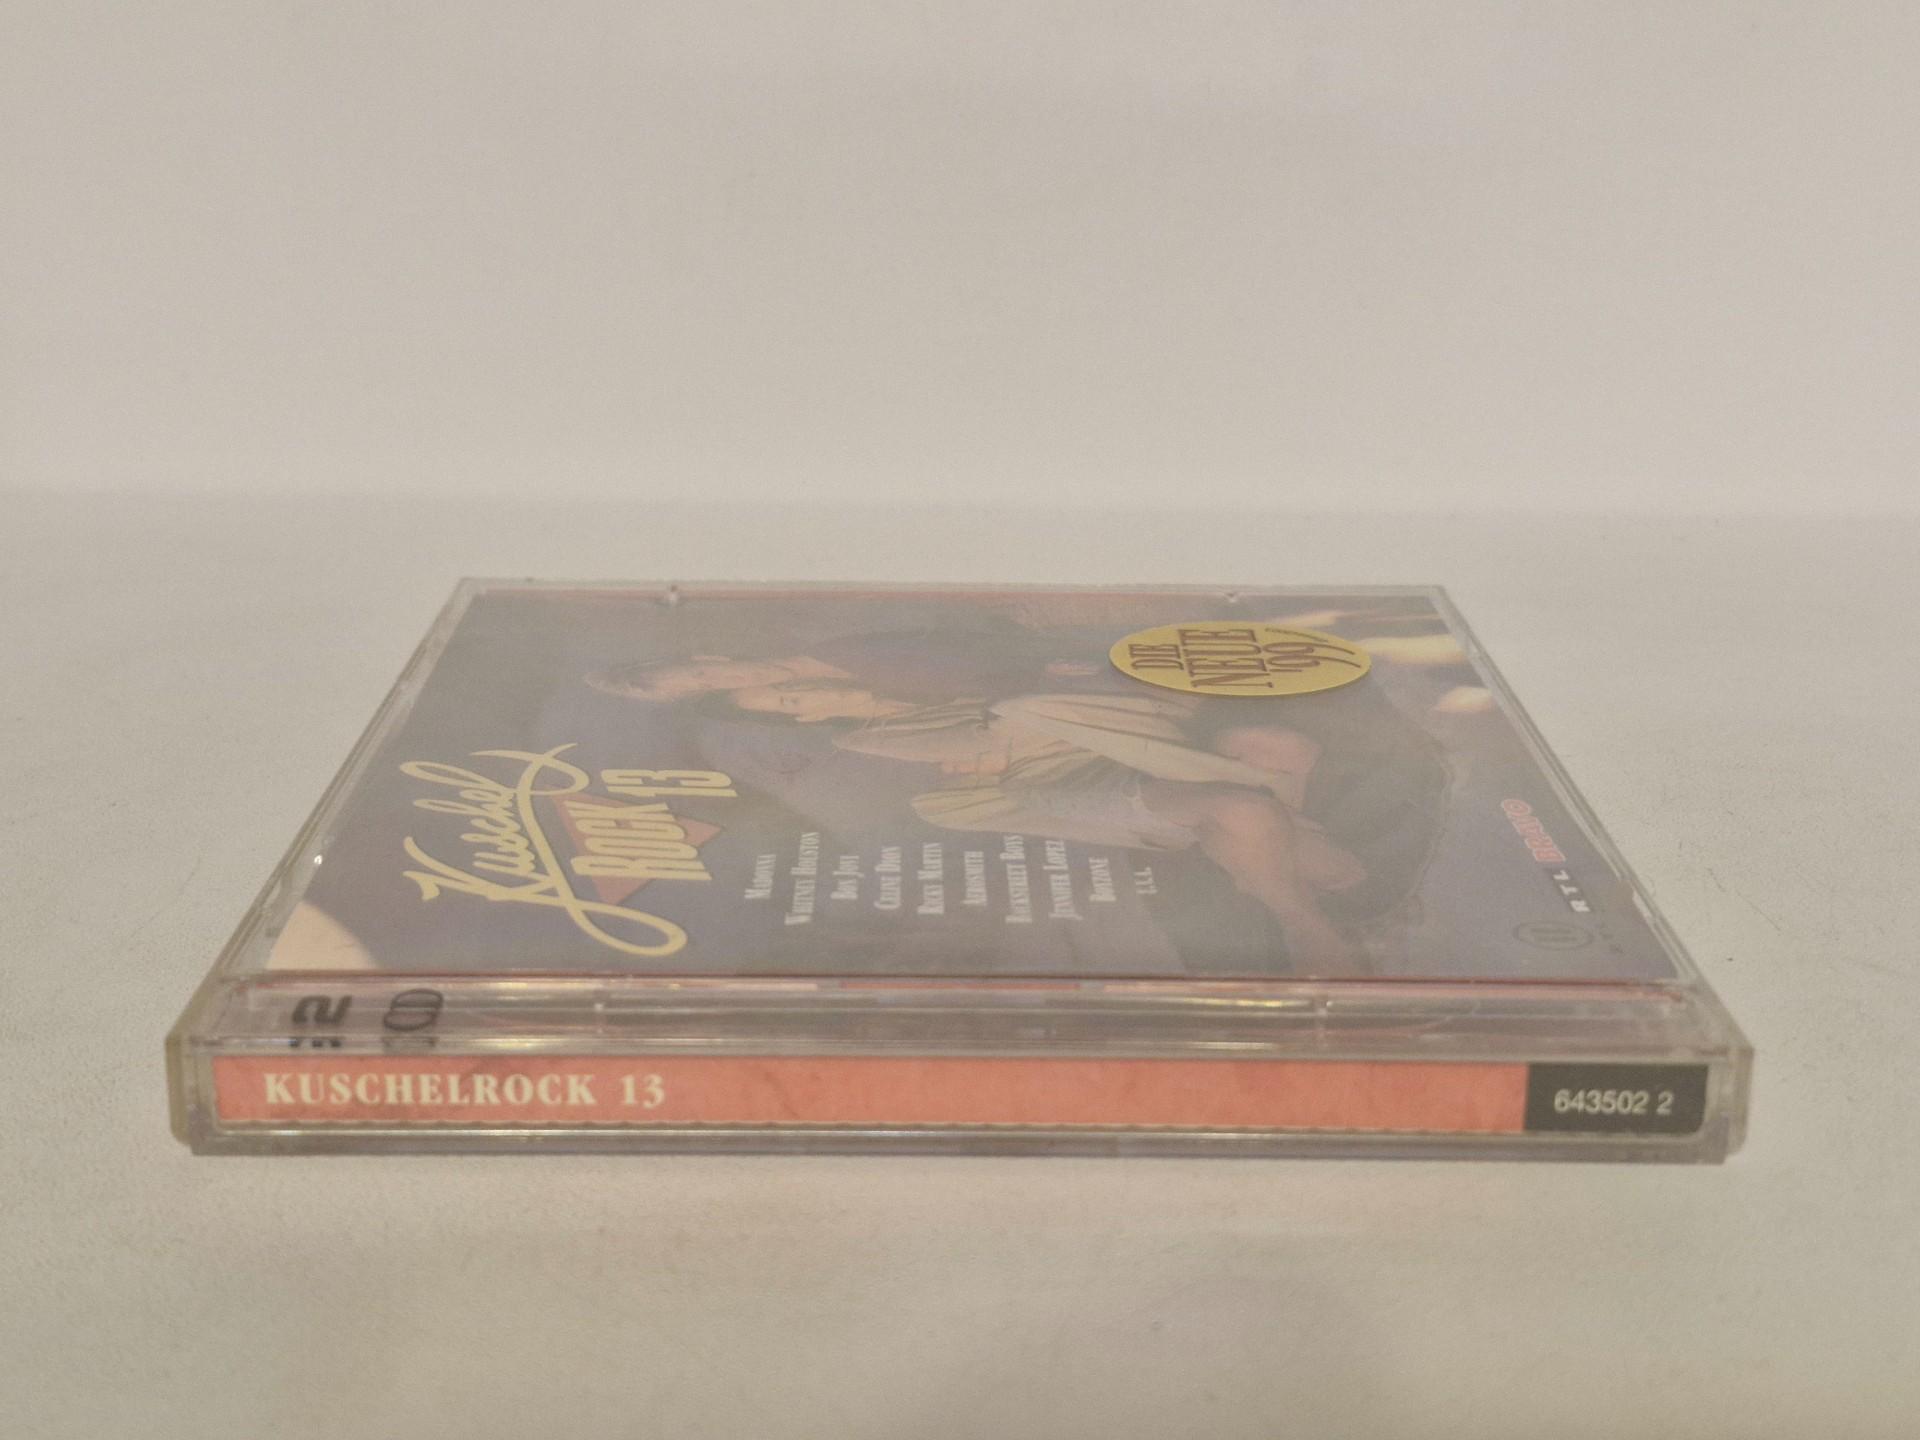 Kuschel
ROCK 13
MADONNA
WHITNEY HOUSTON
BON JOVI
CELINE DION
RICKY MARTIN
AEROSMITH
BACKSTREET BOYS
JENNIFER LOPEZ
BOYZONE
DIE
NEUE
'99
RTL BRAVO
2
CD
KUSCHELROCK 13
643502 2